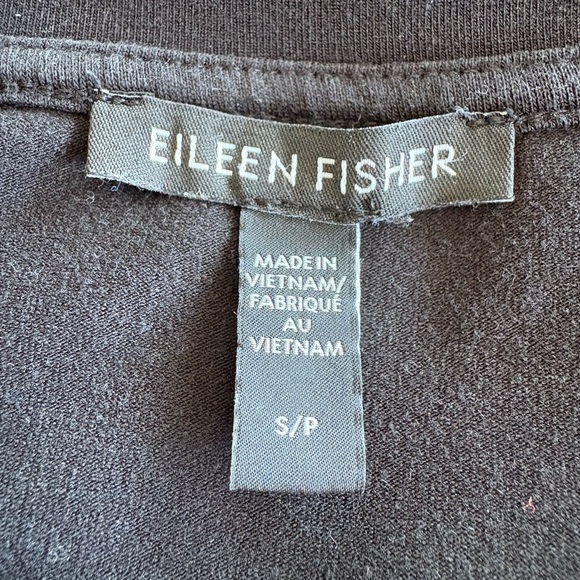 EILEEN FISHER
MADE IN
VIETNAM/
FABRIQUÉ
AU
VIETNAM
S/P